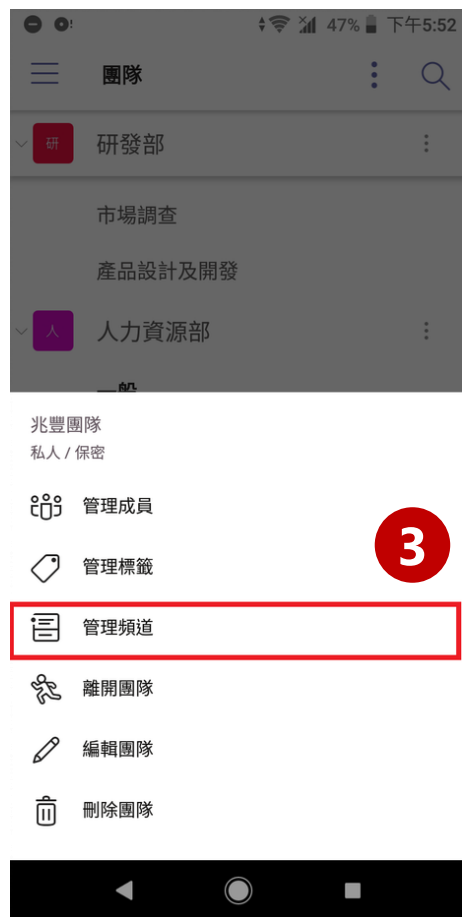 47% 下午5:52
團隊
研 研發部
市場調查
產品設計及開發
人 人力資源部
一般
兆豐團隊
私人 / 保密
管理成員
3
管理標籤
管理頻道
離開團隊
編輯團隊
刪除團隊